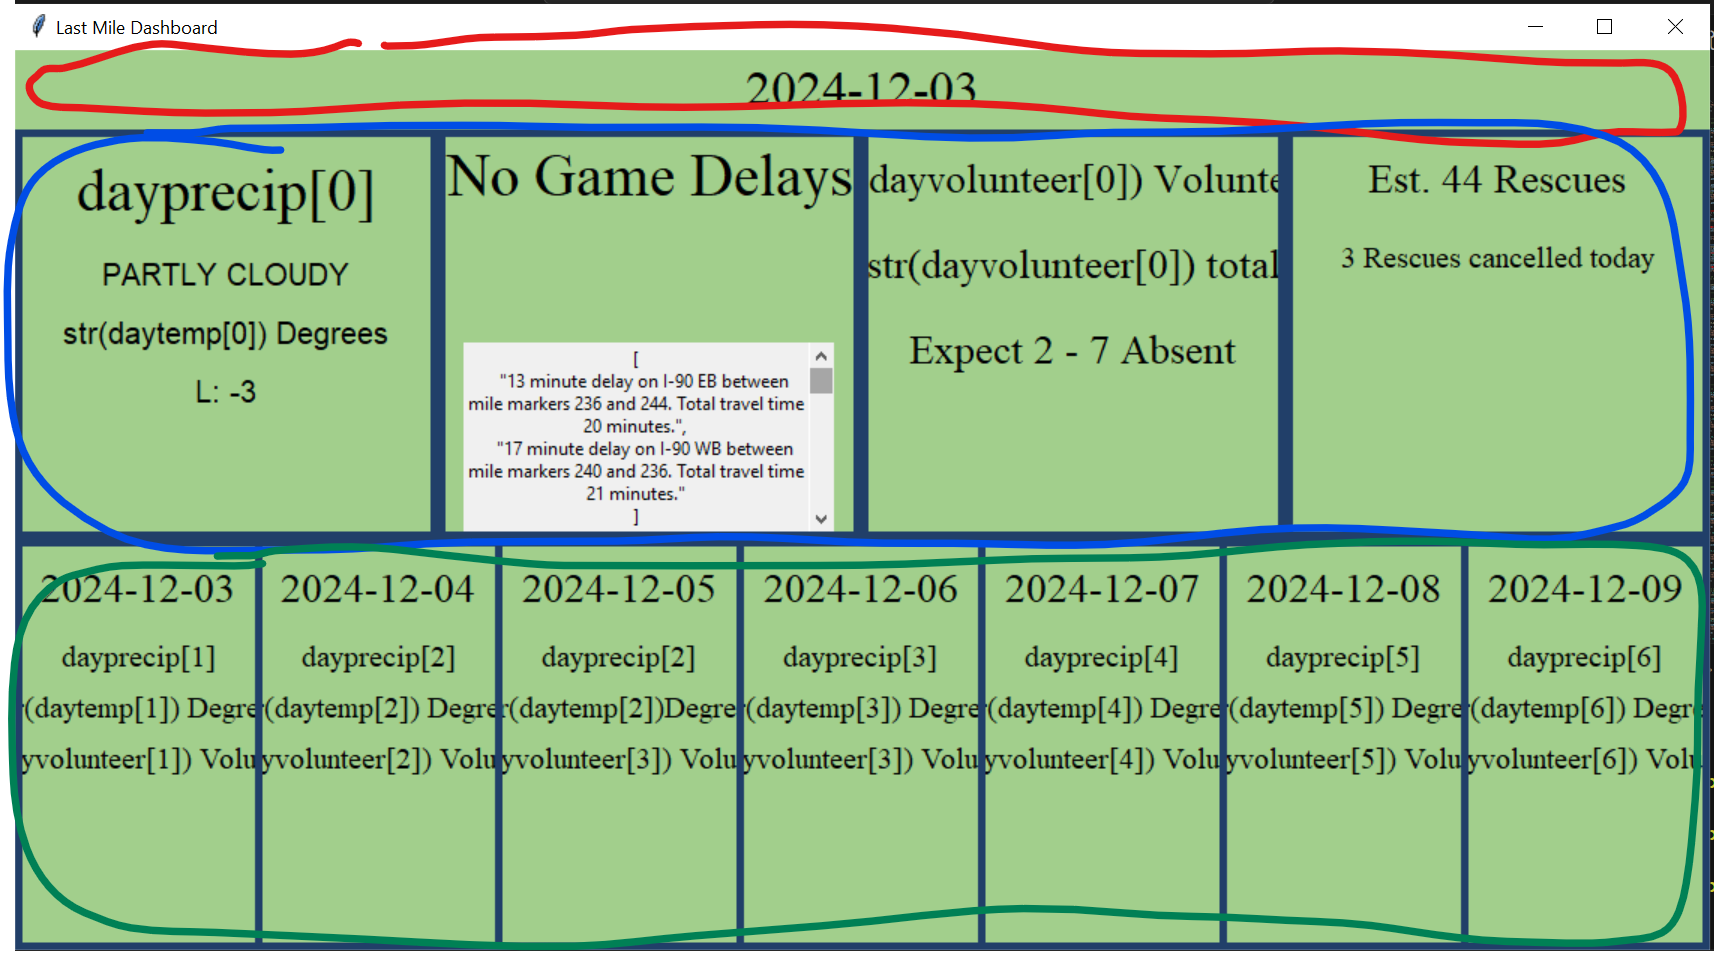 Last Mile Dashboard
2024-12-03
dayprecip[0]
PARTLY CLOUDY
str(daytemp[0]) Degrees
L: -3
No Game Delays
[
"13 minute delay on I-90 EB between
mile markers 236 and 244. Total travel time
20 minutes.",
"17 minute delay on I-90 WB between
mile markers 240 and 236. Total travel time
21 minutes."
]
dayvolunteer[0]) Volunte
str(dayvolunteer[0]) total
Expect 2 - 7 Absent
Est. 44 Rescues
3 Rescues cancelled today
2024-12-03
dayprecip[1]
r(daytemp[1]) Degre
yvolunteer[1]) Volu
2024-12-04
dayprecip[2]
r(daytemp[2]) Degre
yvolunteer[2]) Volu
2024-12-05
dayprecip[2]
r(daytemp[2])Degre
yvolunteer[3]) Volu
2024-12-06
dayprecip[3]
r(daytemp[3]) Degre
yvolunteer[3]) Volu
2024-12-07
dayprecip[4]
r(daytemp[4]) Degre
yvolunteer[4]) Volu
2024-12-08
dayprecip[5]
r(daytemp[5]) Degre
yvolunteer[5]) Volu
2024-12-09
dayprecip[6]
r(daytemp[6]) Degre
yvolunteer[6]) Volu